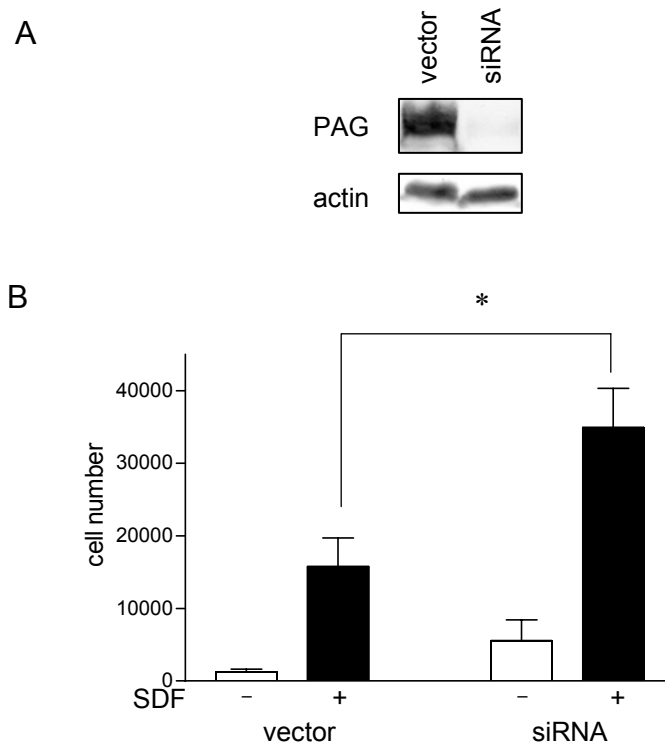 A
vector siRNA
PAG
actin
B
*
40000
30000
20000
10000
0
cell number
SDF − + − +
vector siRNA